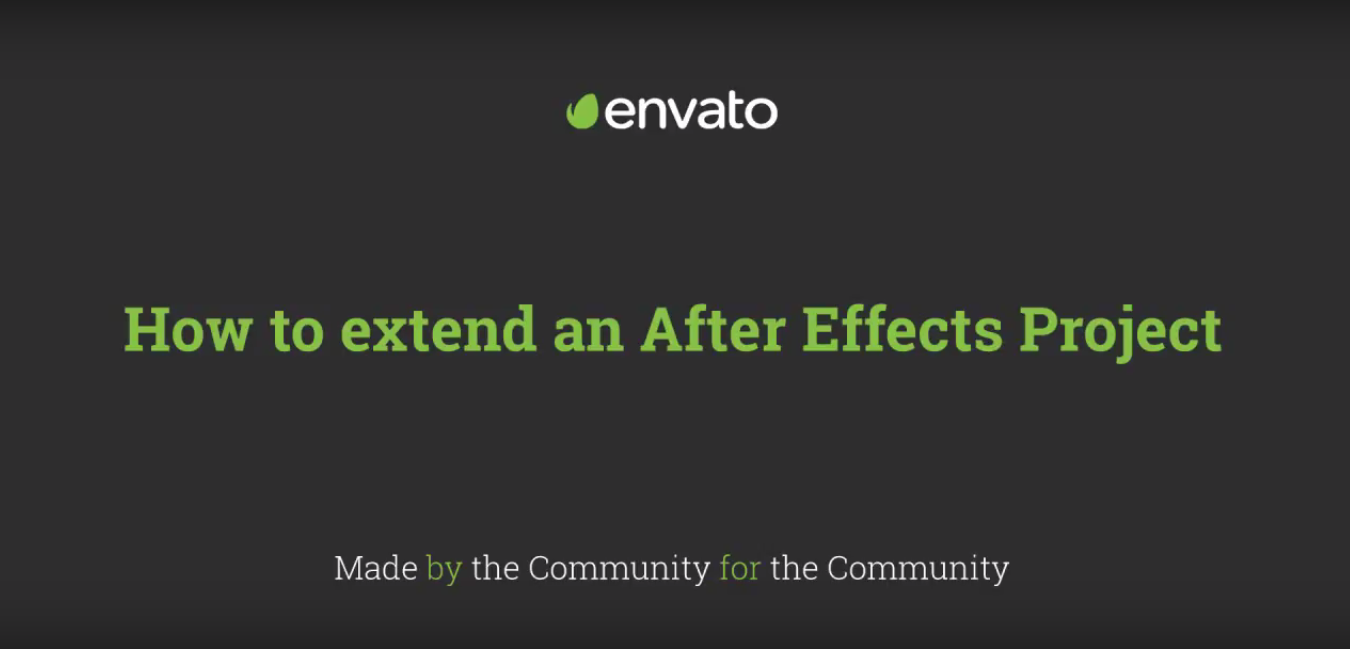 envato
How to extend an After Effects Project
Made by the Community for the Community